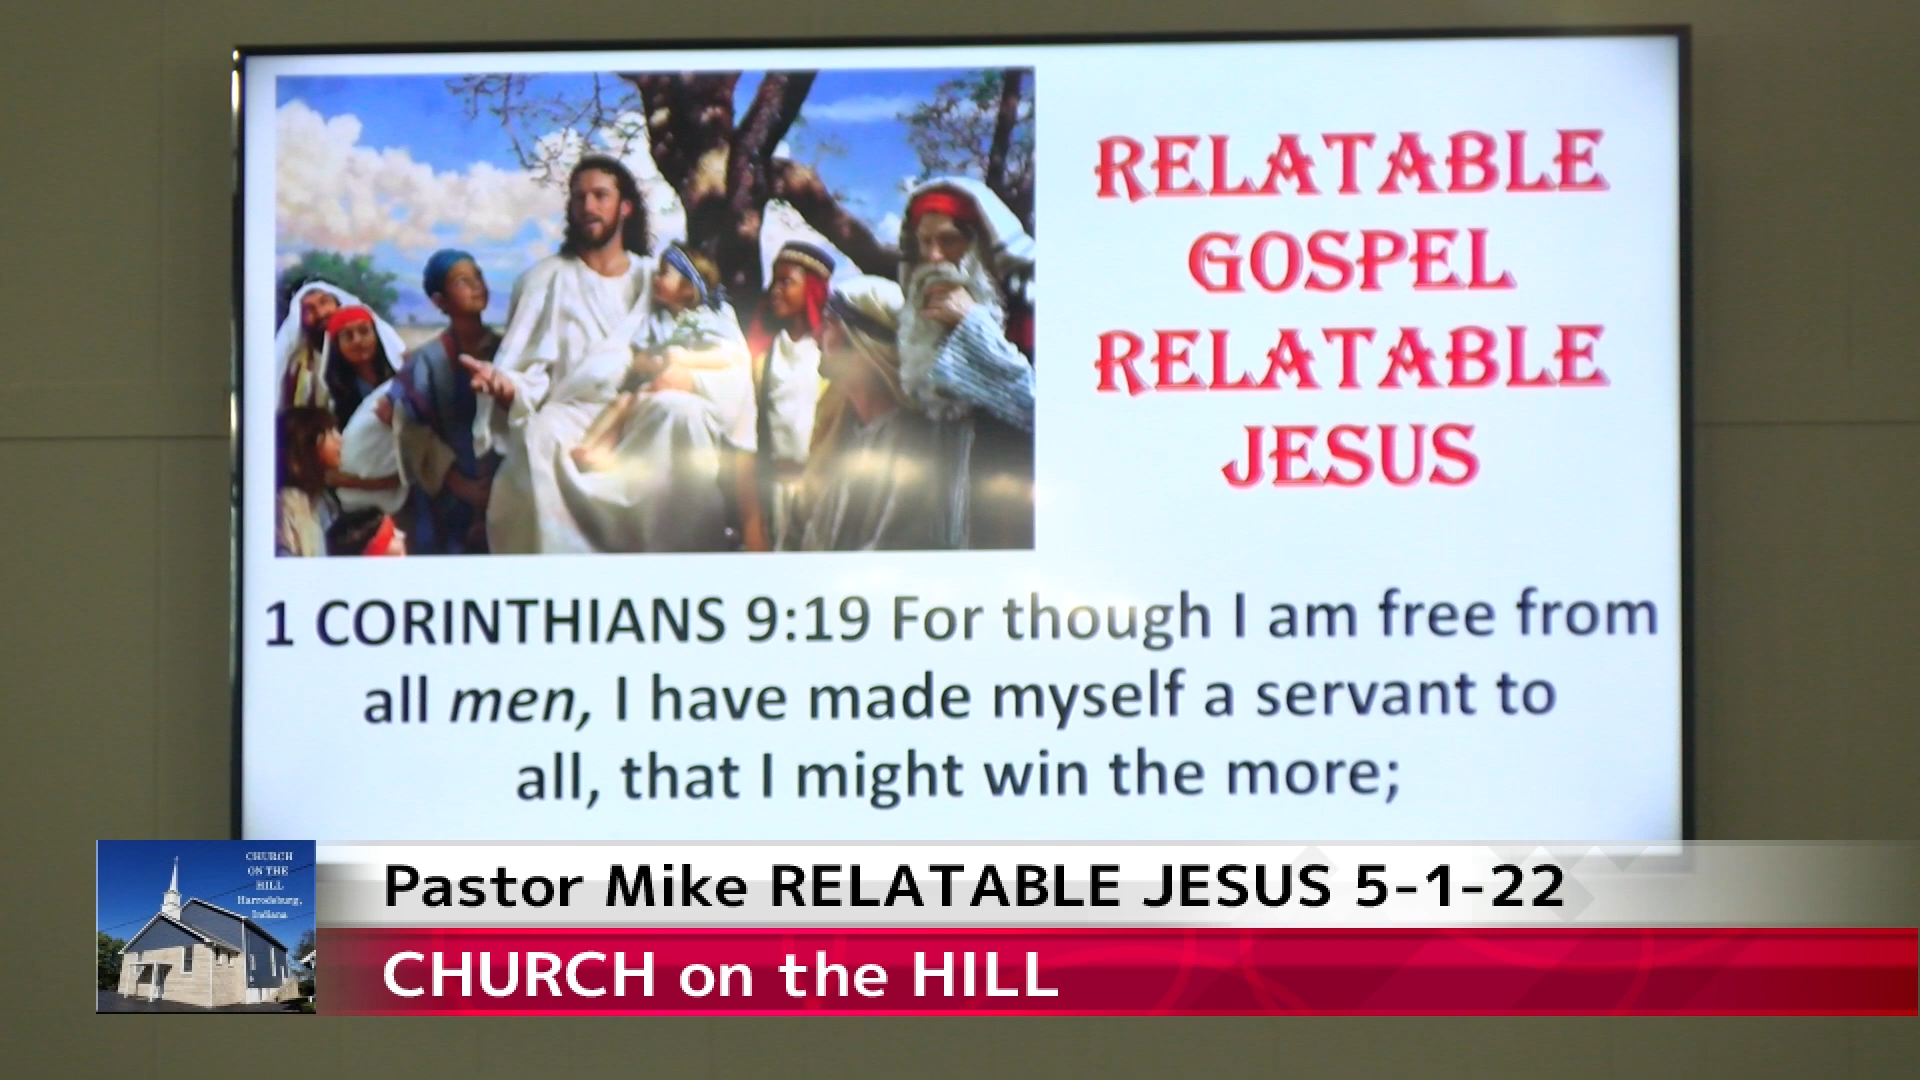 RELATABLE
GOSPEL
RELATABLE
JESUS
1 CORINTHIANS 9:19 For though I am free from
all men, I have made myself a servant to
all, that I might win the more;
CHURCH
ON THE
HILL
Harrodsburg,
Indiana
Pastor Mike RELATABLE JESUS 5-1-22
CHURCH on the HILL